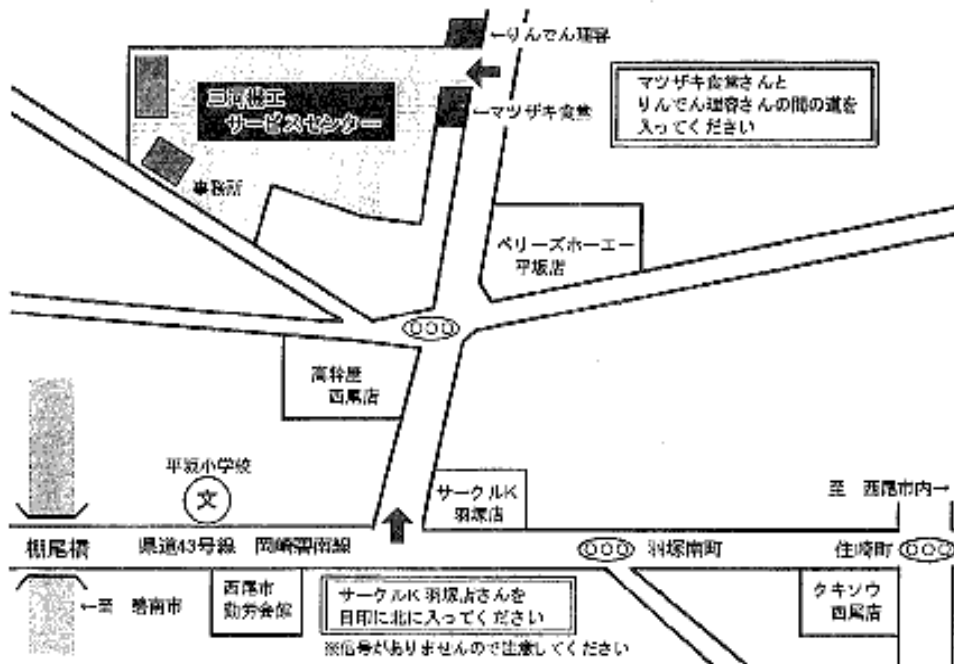 ←りんでん理容
三河機工
サービスセンター
←マツザキ食堂
マツザキ食堂さんと
りんでん理容さんの間の道を
入ってください
事務所
ベリーズホーエー
平坂店
西尾店
平坂小学校
文
サークルK
羽塚店
至 西尾市内→
棚尾橋
県道43号線 岡崎碧南線
羽塚南町
住崎町
←至 碧南市
西尾市
勤労会館
サークルK 羽塚店さんを
目印に北に入ってください
クキソウ
西尾店
※信号がありませんので注意してください